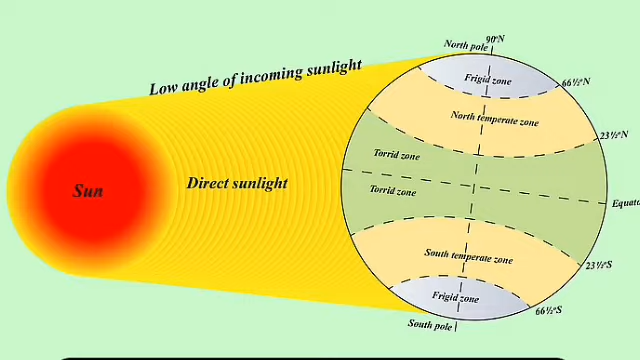 90°N
North pole
Low angle of incoming sunlight
Frigid zone
66½°N
North temperate zone
23½°N
Torrid zone
Sun
Direct sunlight
Torrid zone
Equato
South temperate zone
23½°S
Frigid zone
66½°S
South pole